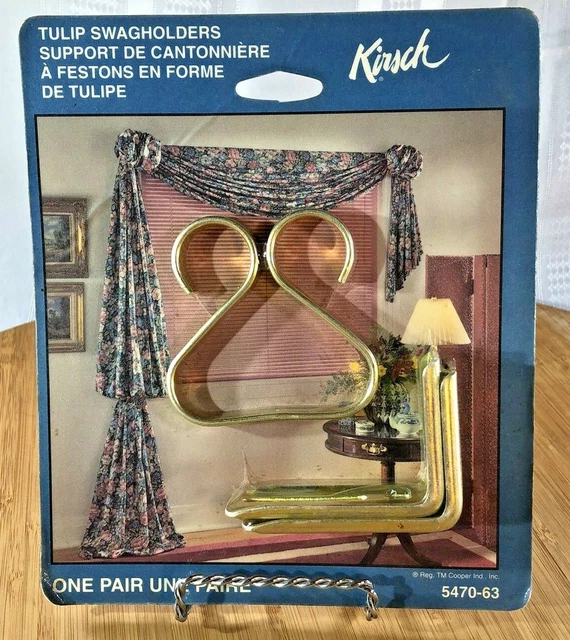 TULIP SWAGHOLDERS
SUPPORT DE CANTONNIÈRE
À FESTONS EN FORME
DE TULIPE
Kirsch
® Reg. TM Cooper Ind., Inc.
ONE PAIR UNE PAIRE
5470-63